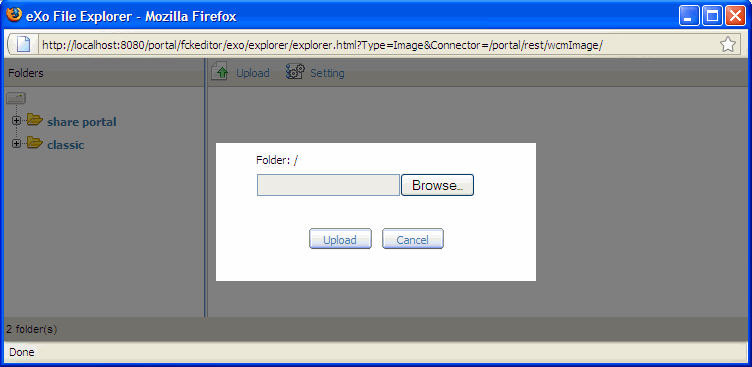 eXo File Explorer - Mozilla Firefox
http://localhost:8080/portal/fckeditor/exo/explorer/explorer.html?Type=Image&Connector=/portal/rest/wcmImage/
Folders
Upload
Setting
share portal
classic
Folder: /
Browse...
Upload
Cancel
2 folder(s)
Done